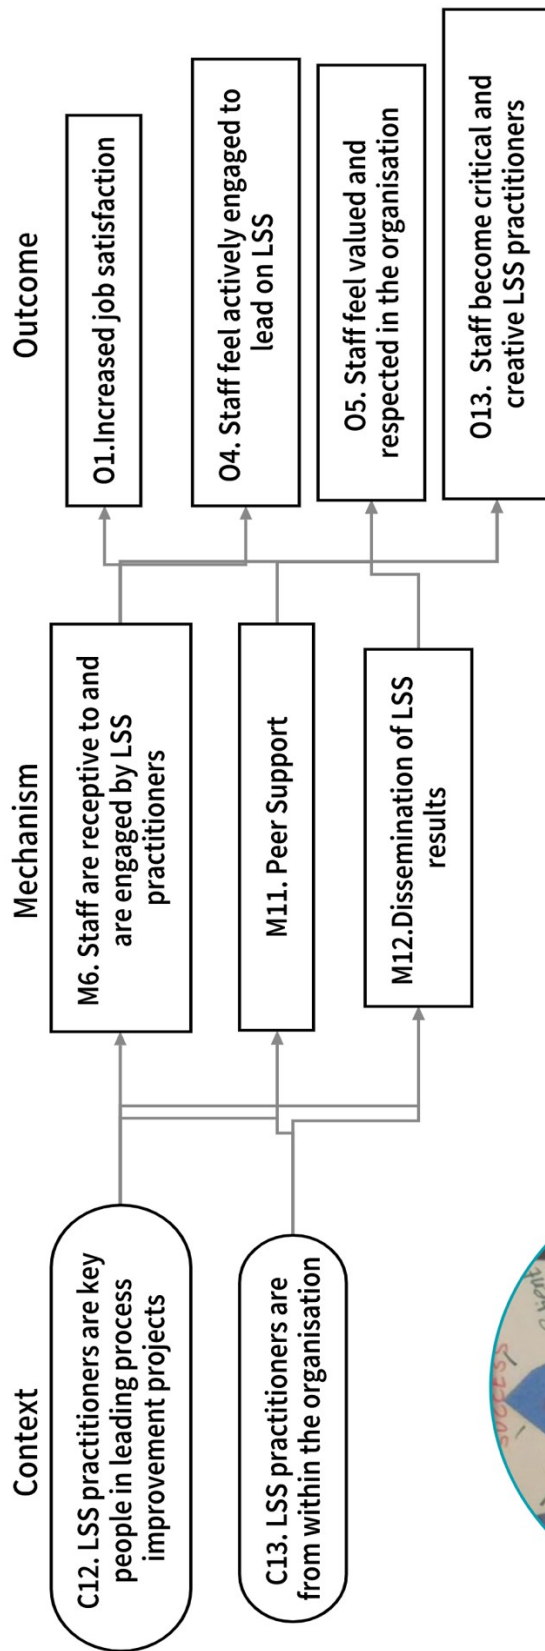 Context
Mechanism
Outcome
C12. LSS practitioners are key
people in leading process
improvement projects
C13. LSS practitioners are
from within the organisation
M6. Staff are receptive to and
are engaged by LSS
practitioners
M11. Peer Support
M12.Dissemination of LSS
results
O1.Increased job satisfaction
O4. Staff feel actively engaged to
lead on LSS
O5. Staff feel valued and
respected in the organisation
O13.  Staff become critical and
creative LSS practitioners
SUCCESS